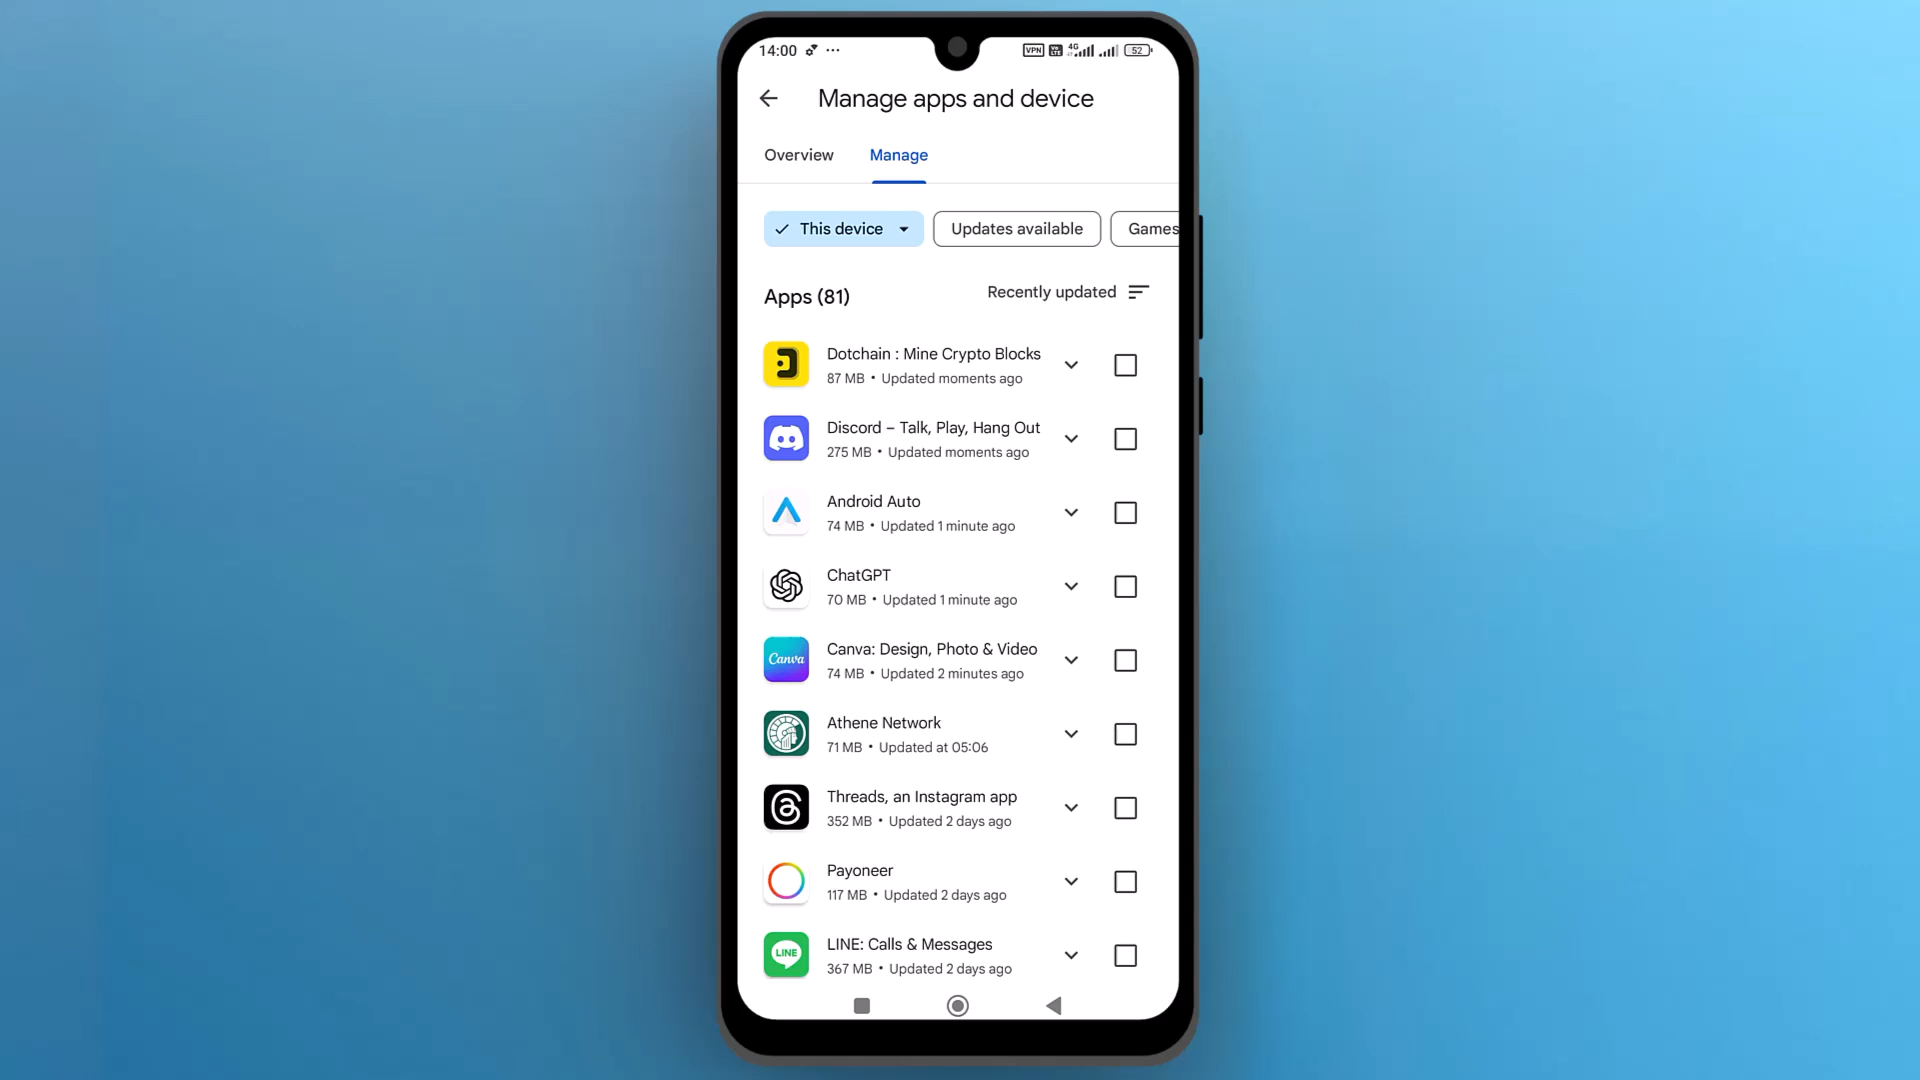 14:00 ...
VPN Vo LTE 4G 52
Manage apps and device
Overview Manage
This device Updates available Games
Apps (81) Recently updated
Dotchain : Mine Crypto Blocks
87 MB • Updated moments ago
Discord – Talk, Play, Hang Out
275 MB • Updated moments ago
Android Auto
74 MB • Updated 1 minute ago
ChatGPT
70 MB • Updated 1 minute ago
Canva
Canva: Design, Photo & Video
74 MB • Updated 2 minutes ago
Athene Network
71 MB • Updated at 05:06
Threads, an Instagram app
352 MB • Updated 2 days ago
Payoneer
117 MB • Updated 2 days ago
LINE
LINE: Calls & Messages
367 MB • Updated 2 days ago